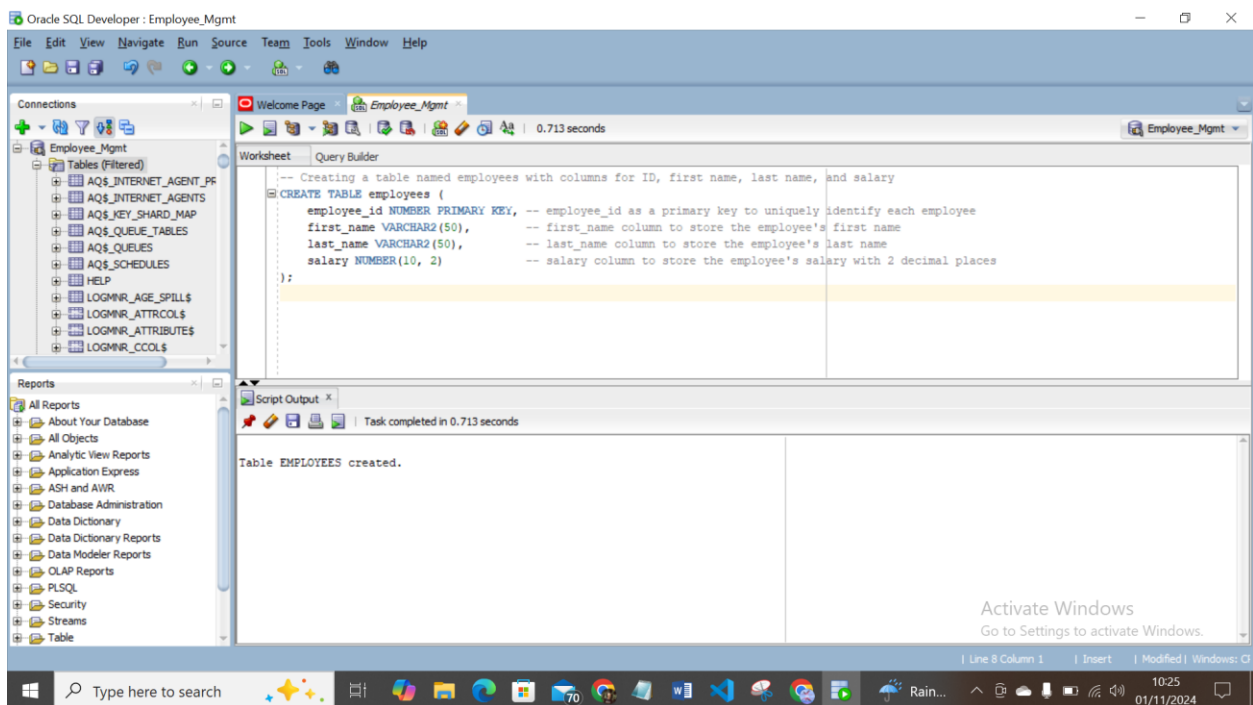 Oracle SQL Developer : Employee_Mgmt
File Edit View Navigate Run Source Team Tools Window Help
Connections
Employee_Mgmt
Tables (Filtered)
AQ$_INTERNET_AGENT_PR
AQ$_INTERNET_AGENTS
AQ$_KEY_SHARD_MAP
AQ$_QUEUE_TABLES
AQ$_QUEUES
AQ$_SCHEDULES
HELP
LOGMNR_AGE_SPILL$
LOGMNR_ATTRCOL$
LOGMNR_ATTRIBUTE$
LOGMNR_CCOL$
Reports
All Reports
About Your Database
All Objects
Analytic View Reports
Application Express
ASH and AWR
Database Administration
Data Dictionary
Data Dictionary Reports
Data Modeler Reports
OLAP Reports
PLSQL
Security
Streams
Table
Welcome Page Employee_Mgmt
0.713 seconds
Employee_Mgmt
Worksheet Query Builder
-- Creating a table named employees with columns for ID, first name, last name, and salary
CREATE TABLE employees (
employee_id NUMBER PRIMARY KEY, -- employee_id as a primary key to uniquely identify each employee
first_name VARCHAR2(50), -- first_name column to store the employee's first name
last_name VARCHAR2(50), -- last_name column to store the employee's last name
salary NUMBER(10, 2) -- salary column to store the employee's salary with 2 decimal places
);
Script Output
Task completed in 0.713 seconds
Table EMPLOYEES created.
Activate Windows
Go to Settings to activate Windows.
Line 8 Column 1 | Insert | Modified | Windows: C
Type here to search
70
Rain...
10:25
01/11/2024